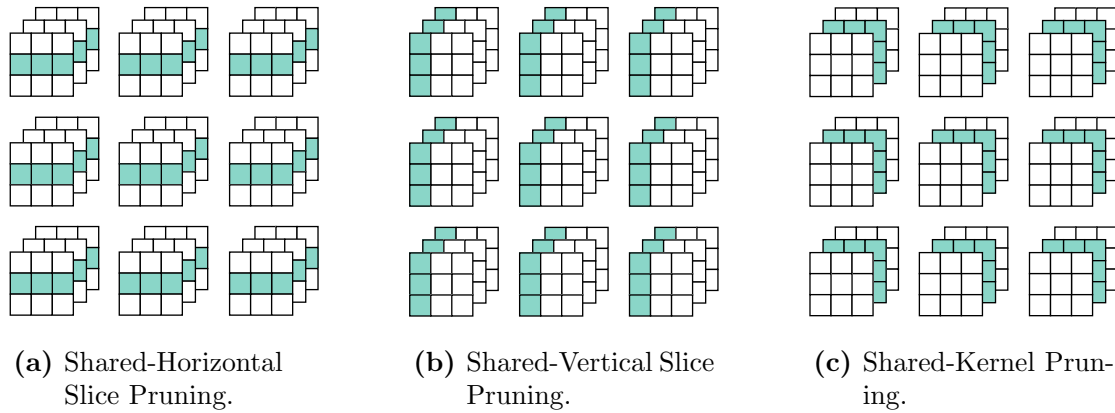 (a) Shared-Horizontal
Slice Pruning.
(b) Shared-Vertical Slice
Pruning.
(c) Shared-Kernel Prun-
ing.